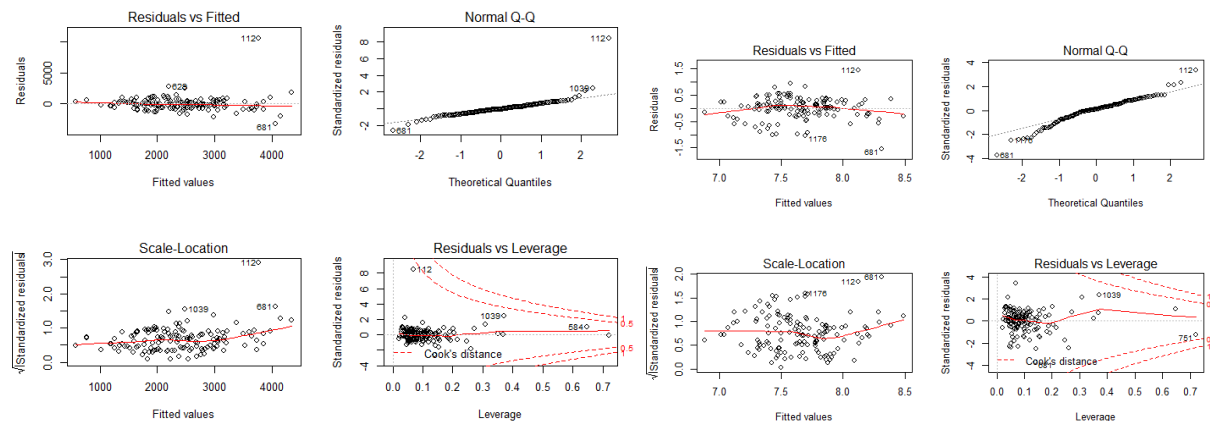 Residuals vs Fitted
Residuals
5000
0
112
628
681
1000 2000 3000 4000
Fitted values
Normal Q-Q
Standardized residuals
8
6
4
2
0
-2
112
1039
681
-2 -1 0 1 2
Theoretical Quantiles
Scale-Location
√|Standardized residuals|
3.0
2.0
1.0
0.0
112
1039
681
1000 2000 3000 4000
Fitted values
Residuals vs Leverage
Standardized residuals
8
6
4
2
0
-4
112
1039
584
1
0.5
0.5
1
Cook's distance
0.0 0.1 0.2 0.3 0.4 0.5 0.6 0.7
Leverage
Residuals vs Fitted
Residuals
1.5
0.5
-0.5
-1.5
112
1176
681
7.0 7.5 8.0 8.5
Fitted values
Normal Q-Q
Standardized residuals
4
2
0
-2
-4
112
1176
681
-2 -1 0 1 2
Theoretical Quantiles
Scale-Location
√|Standardized residuals|
2.0
1.5
1.0
0.5
0.0
681
112
1176
7.0 7.5 8.0 8.5
Fitted values
Residuals vs Leverage
Standardized residuals
4
2
0
-2
-4
1039
751
681
1
1
Cook's distance
0.0 0.1 0.2 0.3 0.4 0.5 0.6 0.7
Leverage